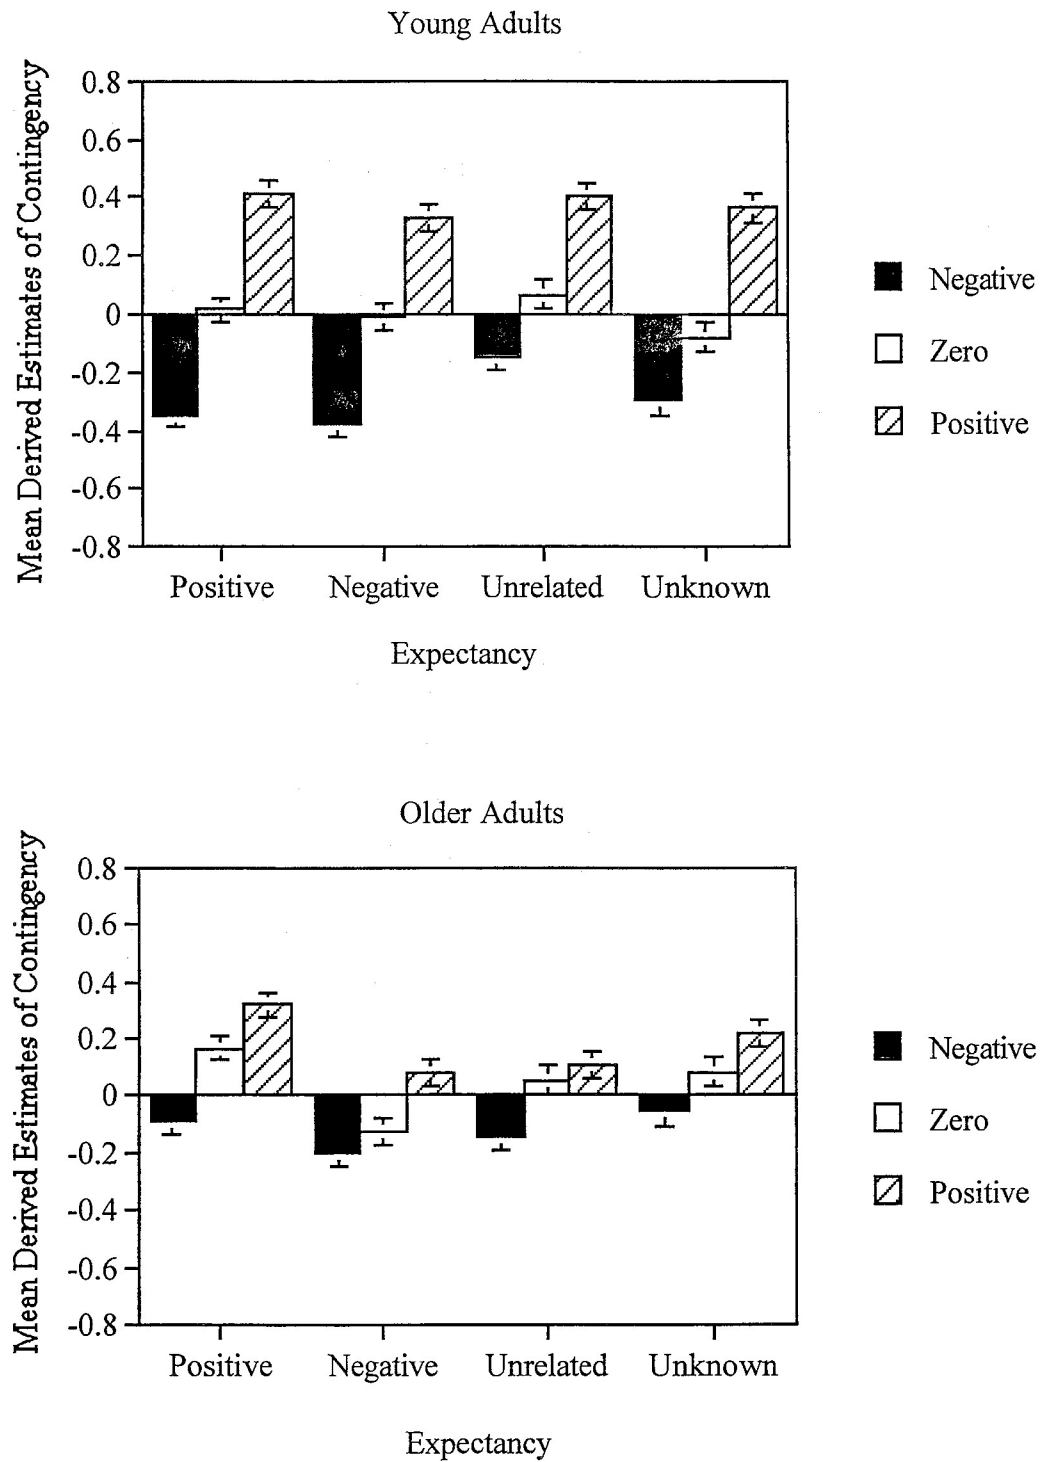 Young Adults
Mean Derived Estimates of Contingency
0.8
0.6
0.4
0.2
0
-0.2
-0.4
-0.6
-0.8
Positive Negative Unrelated Unknown
Expectancy
Negative
Zero
Positive
Older Adults
Mean Derived Estimates of Contingency
0.8
0.6
0.4
0.2
0
-0.2
-0.4
-0.6
-0.8
Positive Negative Unrelated Unknown
Expectancy
Negative
Zero
Positive